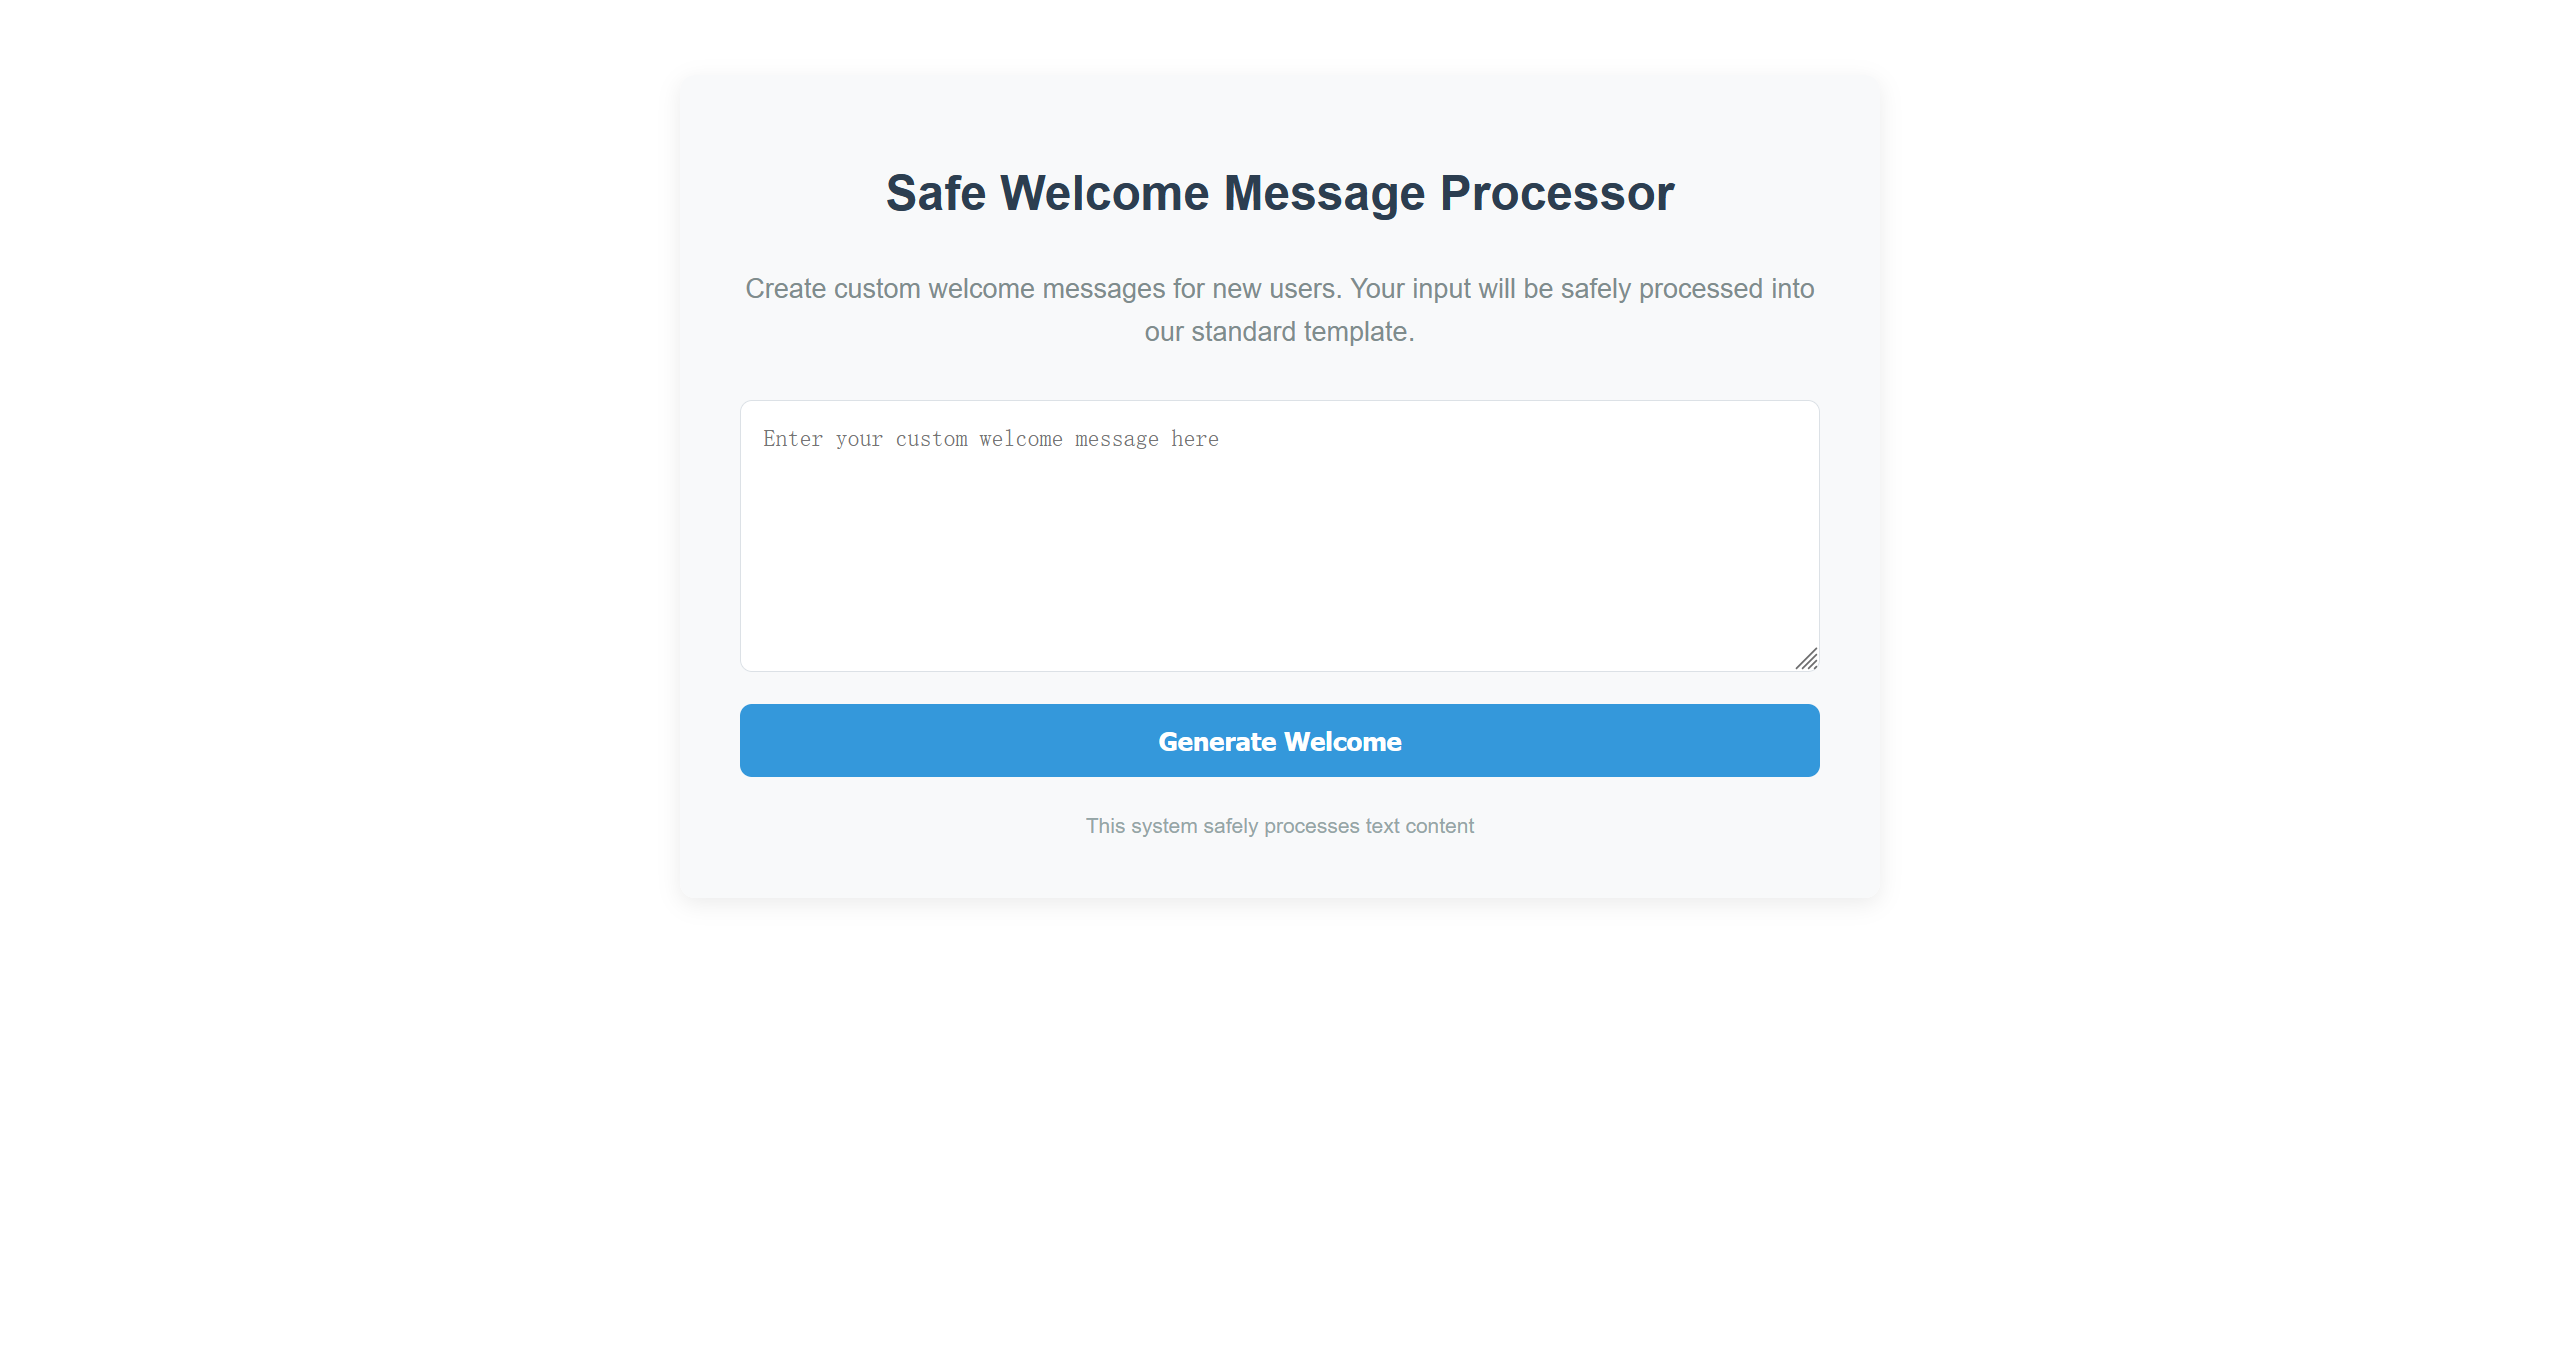 Safe Welcome Message Processor
Create custom welcome messages for new users. Your input will be safely processed into
our standard template.
Enter your custom welcome message here
Generate Welcome
This system safely processes text content